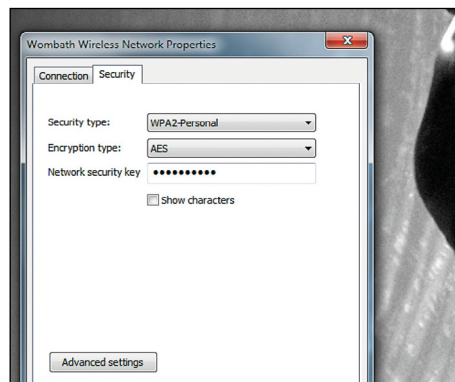 Wombath Wireless Network Properties
Connection Security
Security type: WPA2-Personal
Encryption type: AES
Network security key ••••••••••
Show characters
Advanced settings